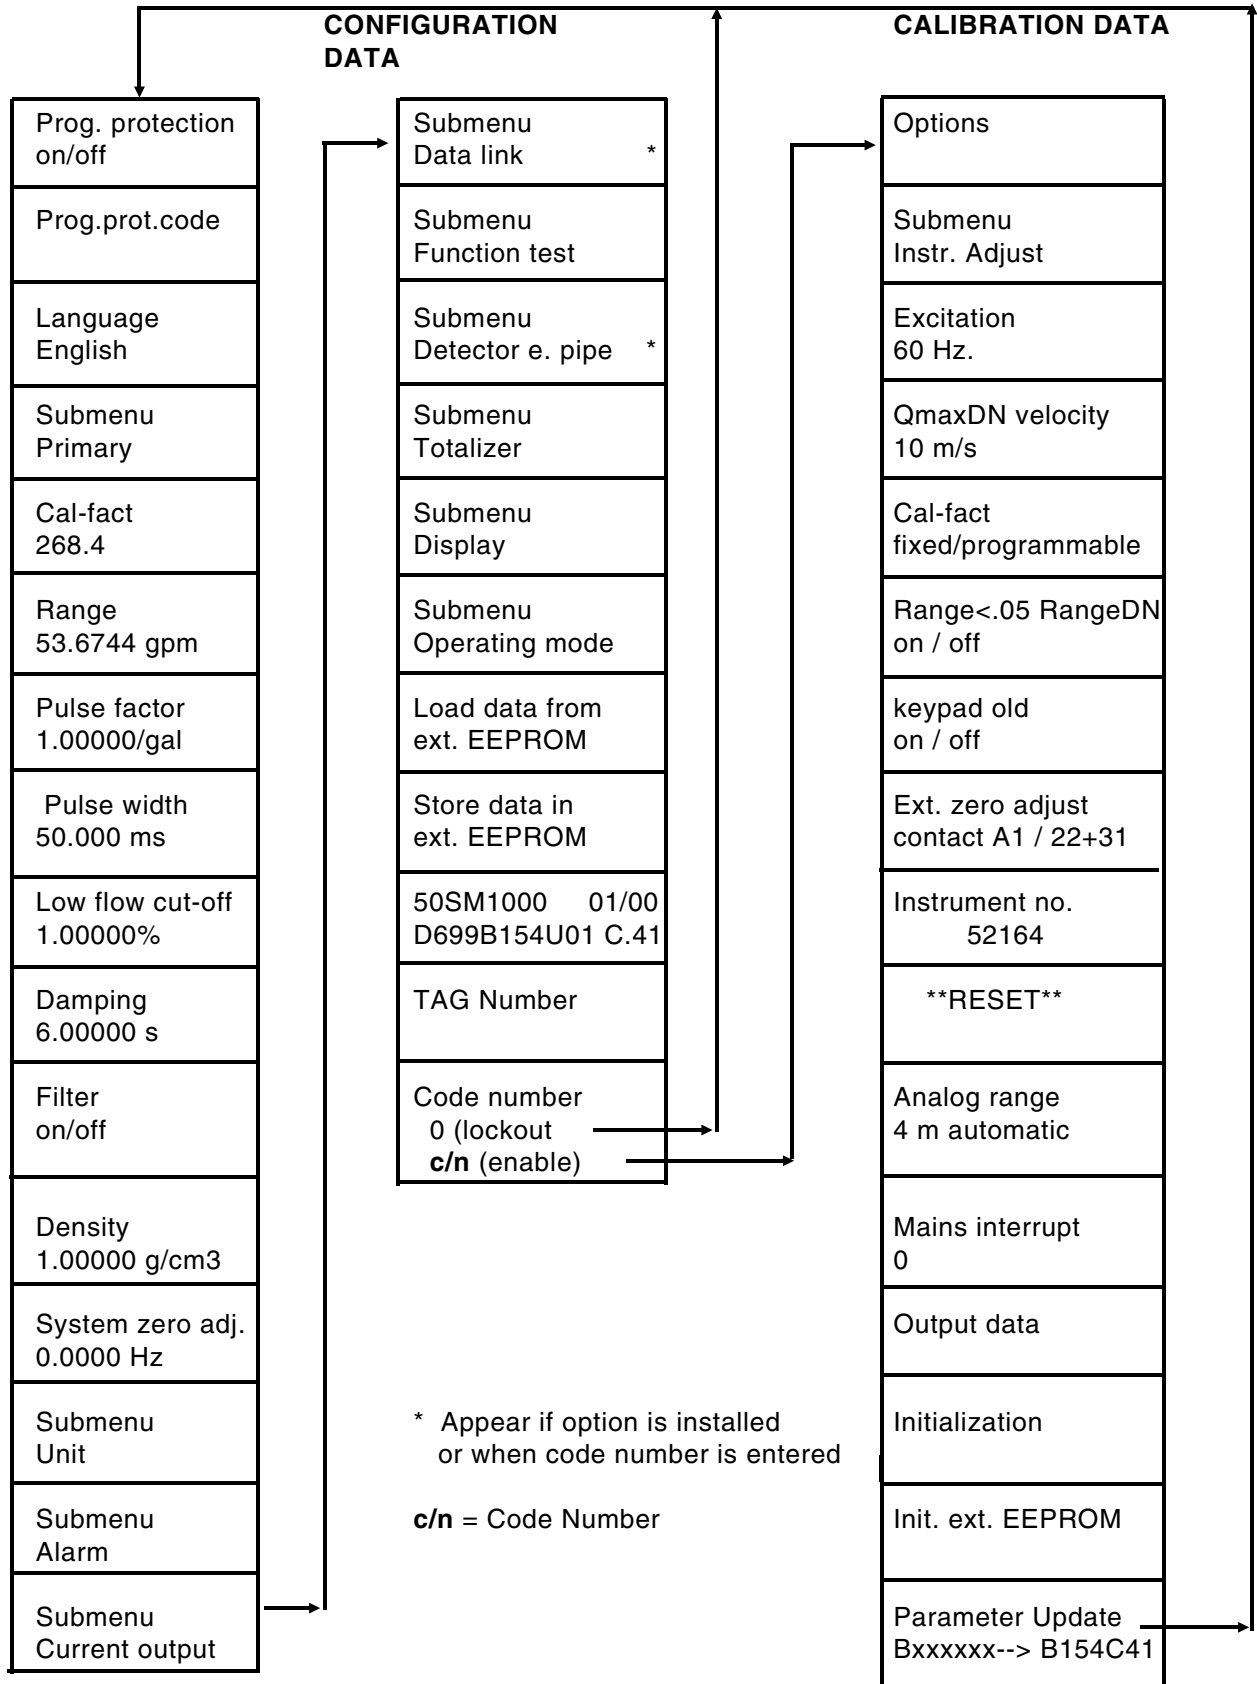 CONFIGURATION
DATA
CALIBRATION DATA
Prog. protection
on/off
Prog.prot.code
Language
English
Submenu
Primary
Cal-fact
268.4
Range
53.6744 gpm
Pulse factor
1.00000/gal
Pulse width
50.000 ms
Low flow cut-off
1.00000%
Damping
6.00000 s
Filter
on/off
Density
1.00000 g/cm3
System zero adj.
0.0000 Hz
Submenu
Unit
Submenu
Alarm
Submenu
Current output
Submenu
Data link *
Submenu
Function test
Submenu
Detector e. pipe *
Submenu
Totalizer
Submenu
Display
Submenu
Operating mode
Load data from
ext. EEPROM
Store data in
ext. EEPROM
50SM1000 01/00
D699B154U01 C.41
TAG Number
Code number
0 (lockout
c/n (enable)
* Appear if option is installed
or when code number is entered
c/n = Code Number
Options
Submenu
Instr. Adjust
Excitation
60 Hz.
QmaxDN velocity
10 m/s
Cal-fact
fixed/programmable
Range<.05 RangeDN
on / off
keypad old
on / off
Ext. zero adjust
contact A1 / 22+31
Instrument no.
52164
**RESET**
Analog range
4 m automatic
Mains interrupt
0
Output data
Initialization
Init. ext. EEPROM
Parameter Update
Bxxxxxx--> B154C41